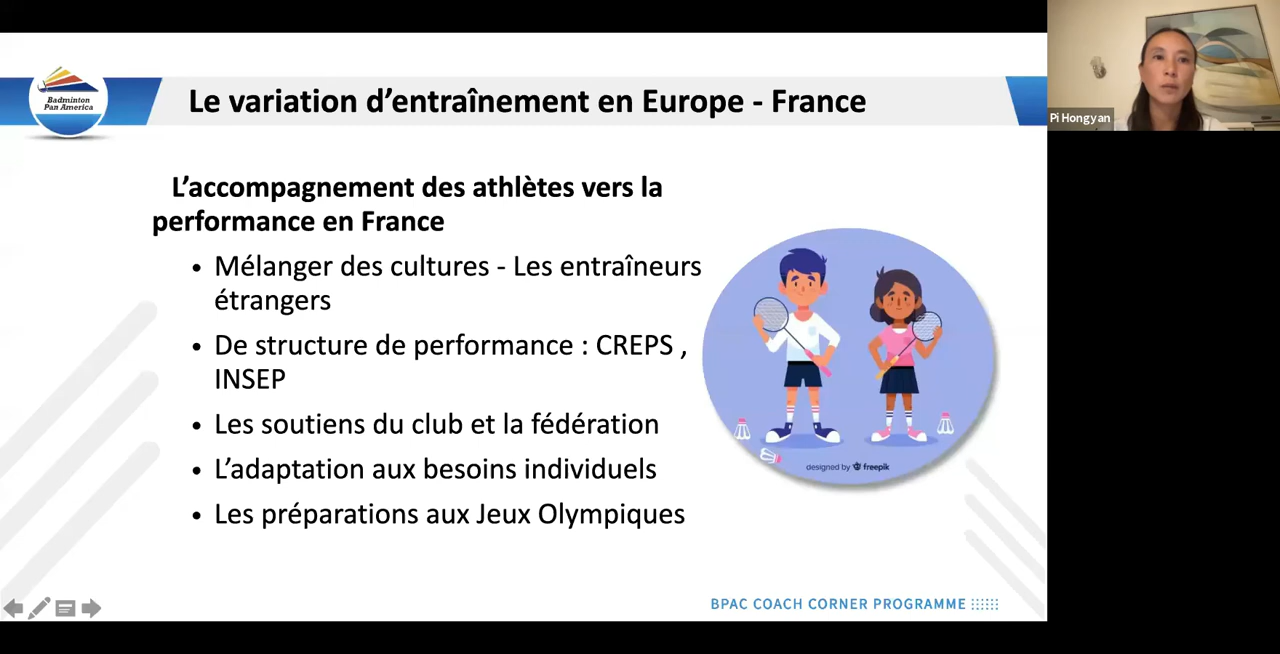 Badminton
Pan America
Le variation d'entraînement en Europe - France
Pi Hongyan
L'accompagnement des athlètes vers la
performance en France
• Mélanger des cultures - Les entraîneurs
étrangers
• De structure de performance : CREPS ,
INSEP
• Les soutiens du club et la fédération
• L'adaptation aux besoins individuels
• Les préparations aux Jeux Olympiques
designed by freepik
BPAC COACH CORNER PROGRAMME